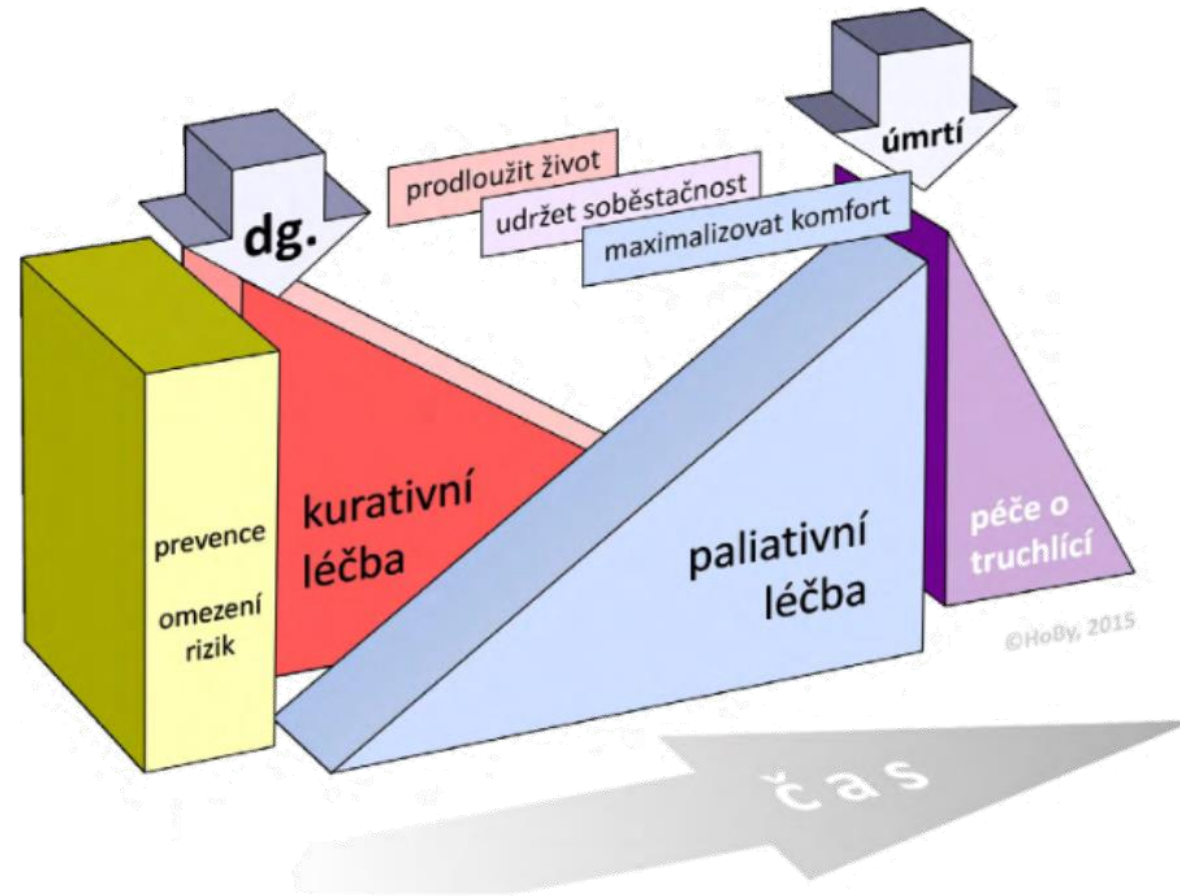 úmrtí
dg.
prodloužit život
udržet soběstačnost
maximalizovat komfort
prevence
omezení
rizik
kurativní
léčba
paliativní
léčba
péče o
truchlící
©HoBy, 2015
čas